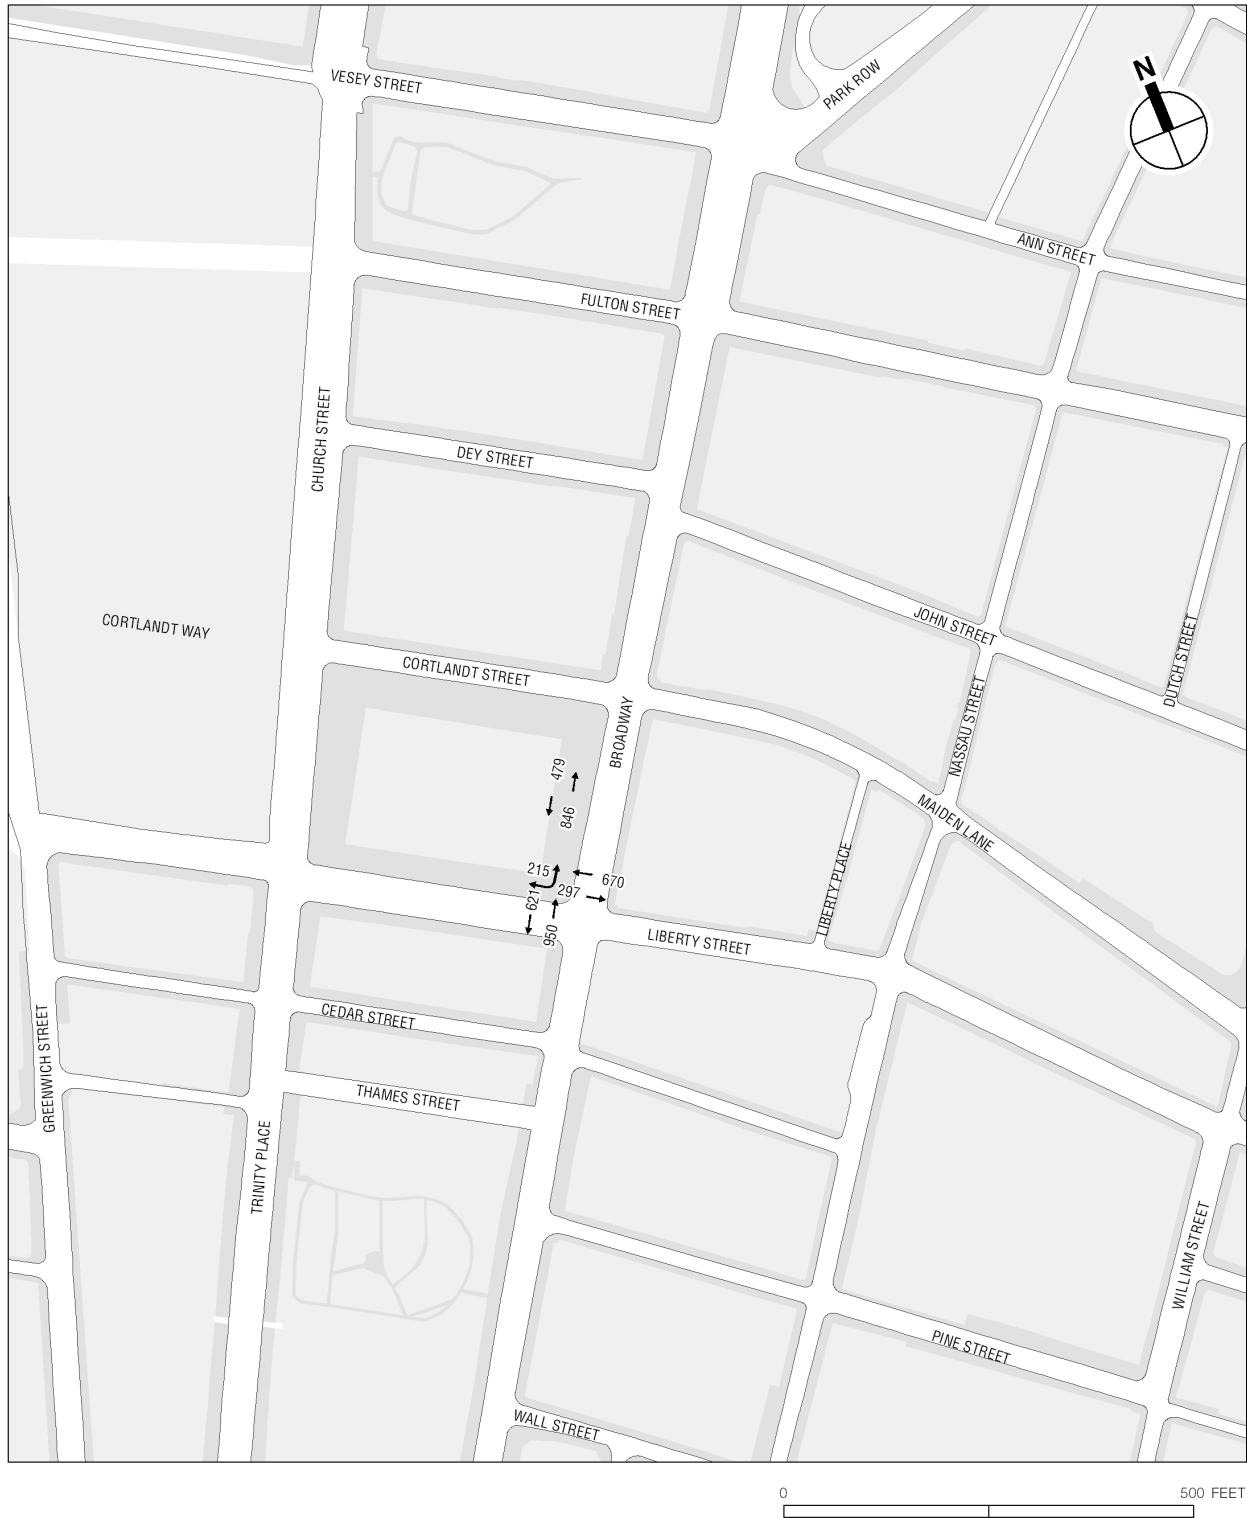 N
VESEY STREET
PARK ROW
ANN STREET
FULTON STREET
CHURCH STREET
DEY STREET
CORTLANDT WAY
JOHN STREET
DUTCH STREET
CORTLANDT STREET
NASSAU STREET
BROADWAY
479
846
MAIDEN LANE
LIBERTY PLACE
215
670
297
621
950
LIBERTY STREET
CEDAR STREET
GREENWICH STREET
THAMES STREET
TRINITY PLACE
WILLIAM STREET
PINE STREET
WALL STREET
0
500 FEET